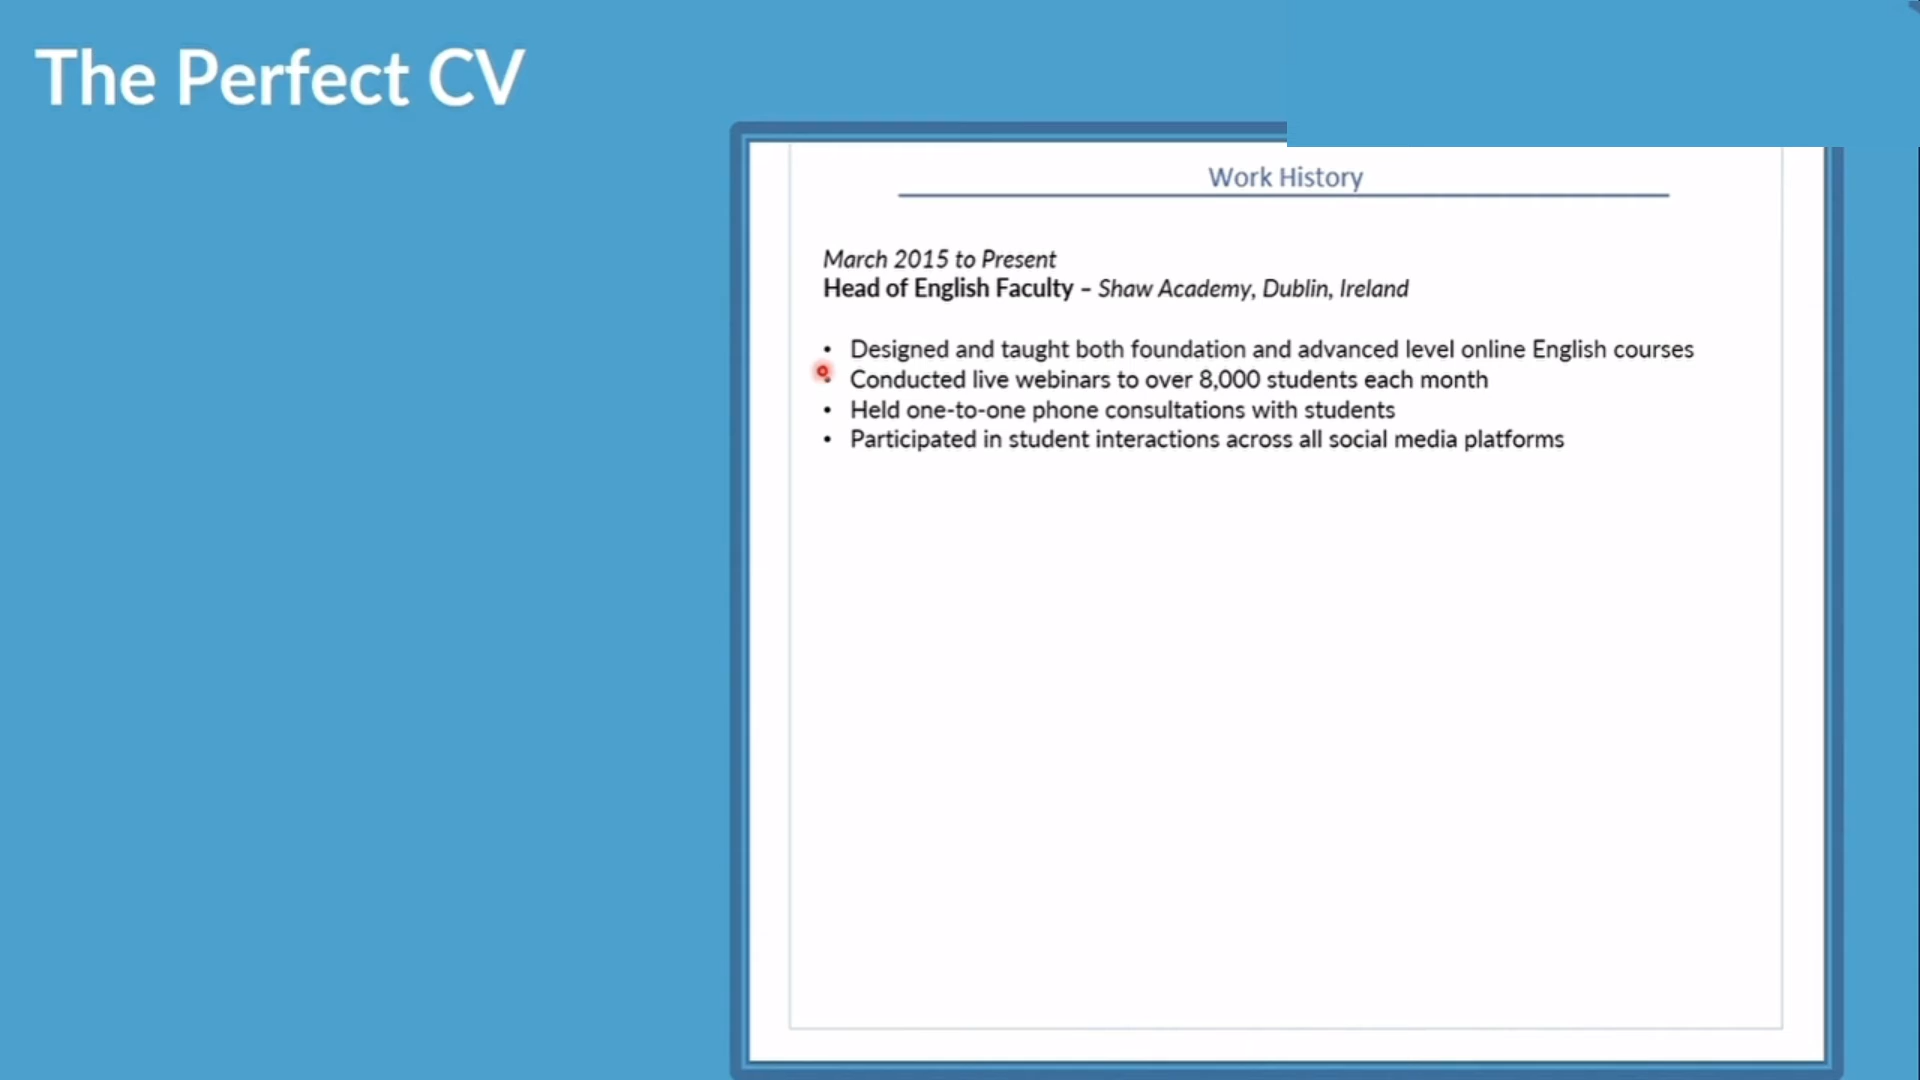 The Perfect CV
Work History
March 2015 to Present
Head of English Faculty – Shaw Academy, Dublin, Ireland
• Designed and taught both foundation and advanced level online English courses
• Conducted live webinars to over 8,000 students each month
• Held one-to-one phone consultations with students
• Participated in student interactions across all social media platforms